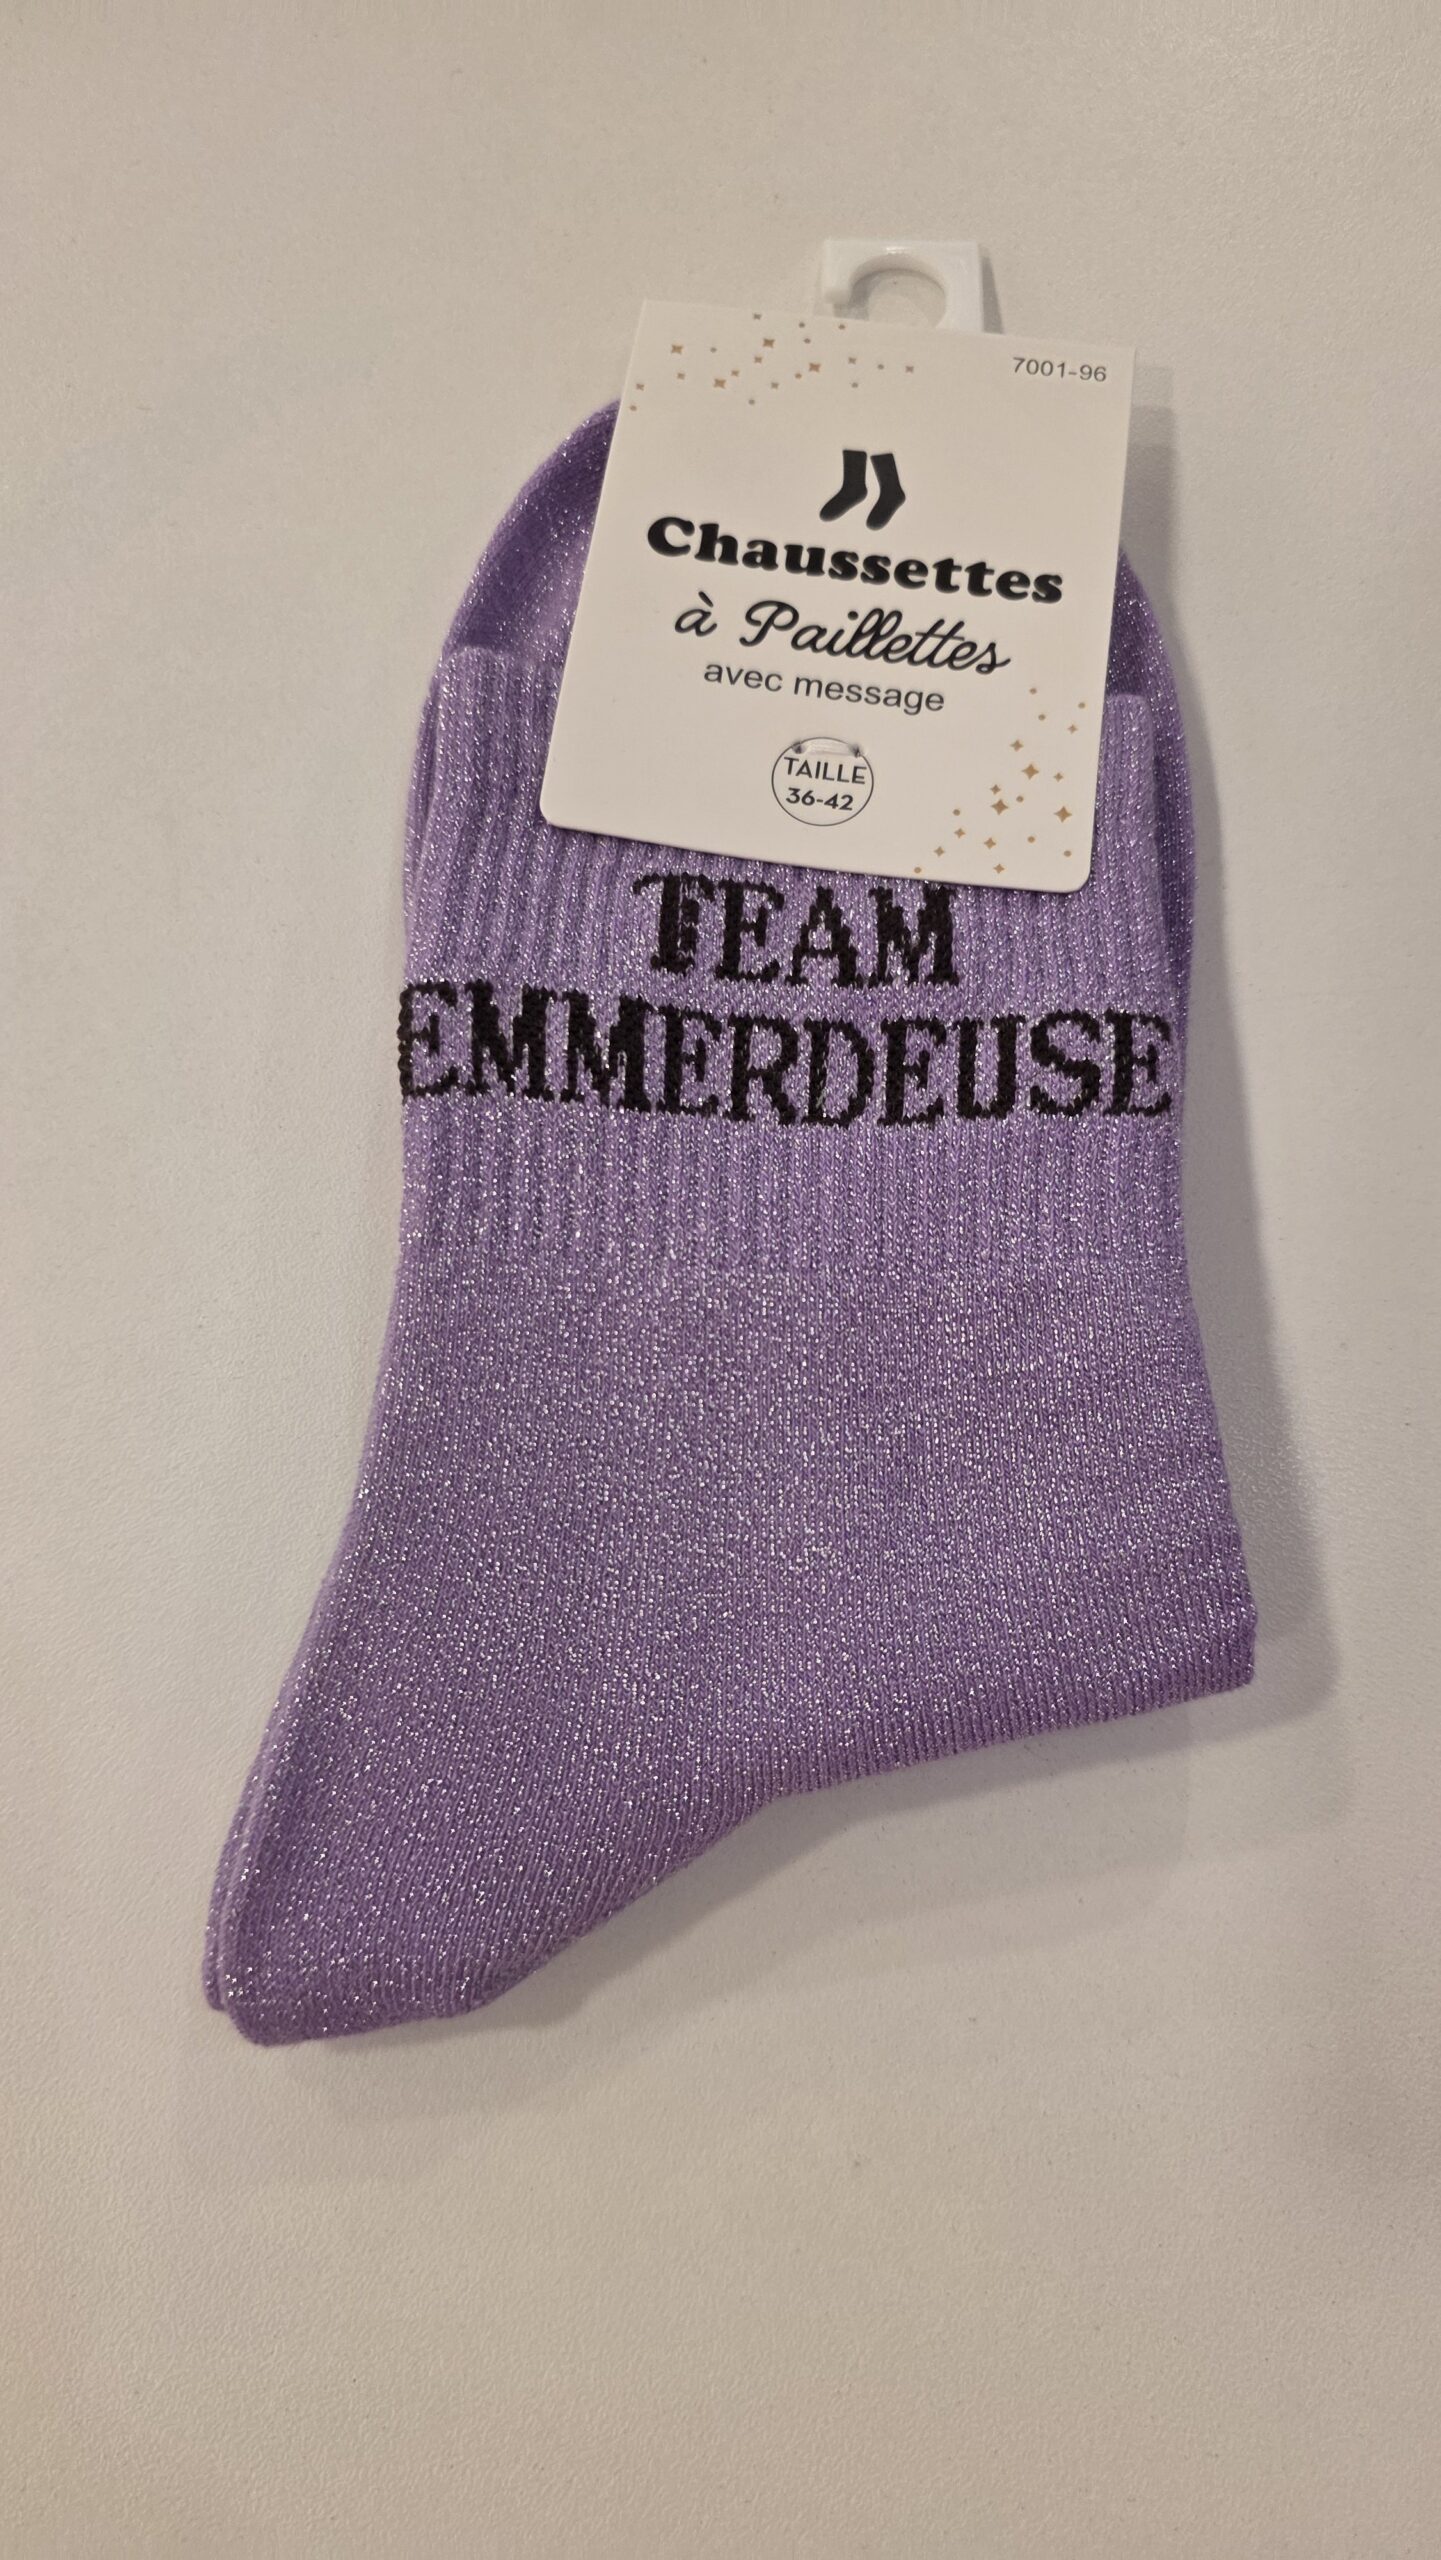 7001-96
Chaussettes
à Paillettes
avec message
TAILLE
36-42
TEAM
EMMERDEUSE